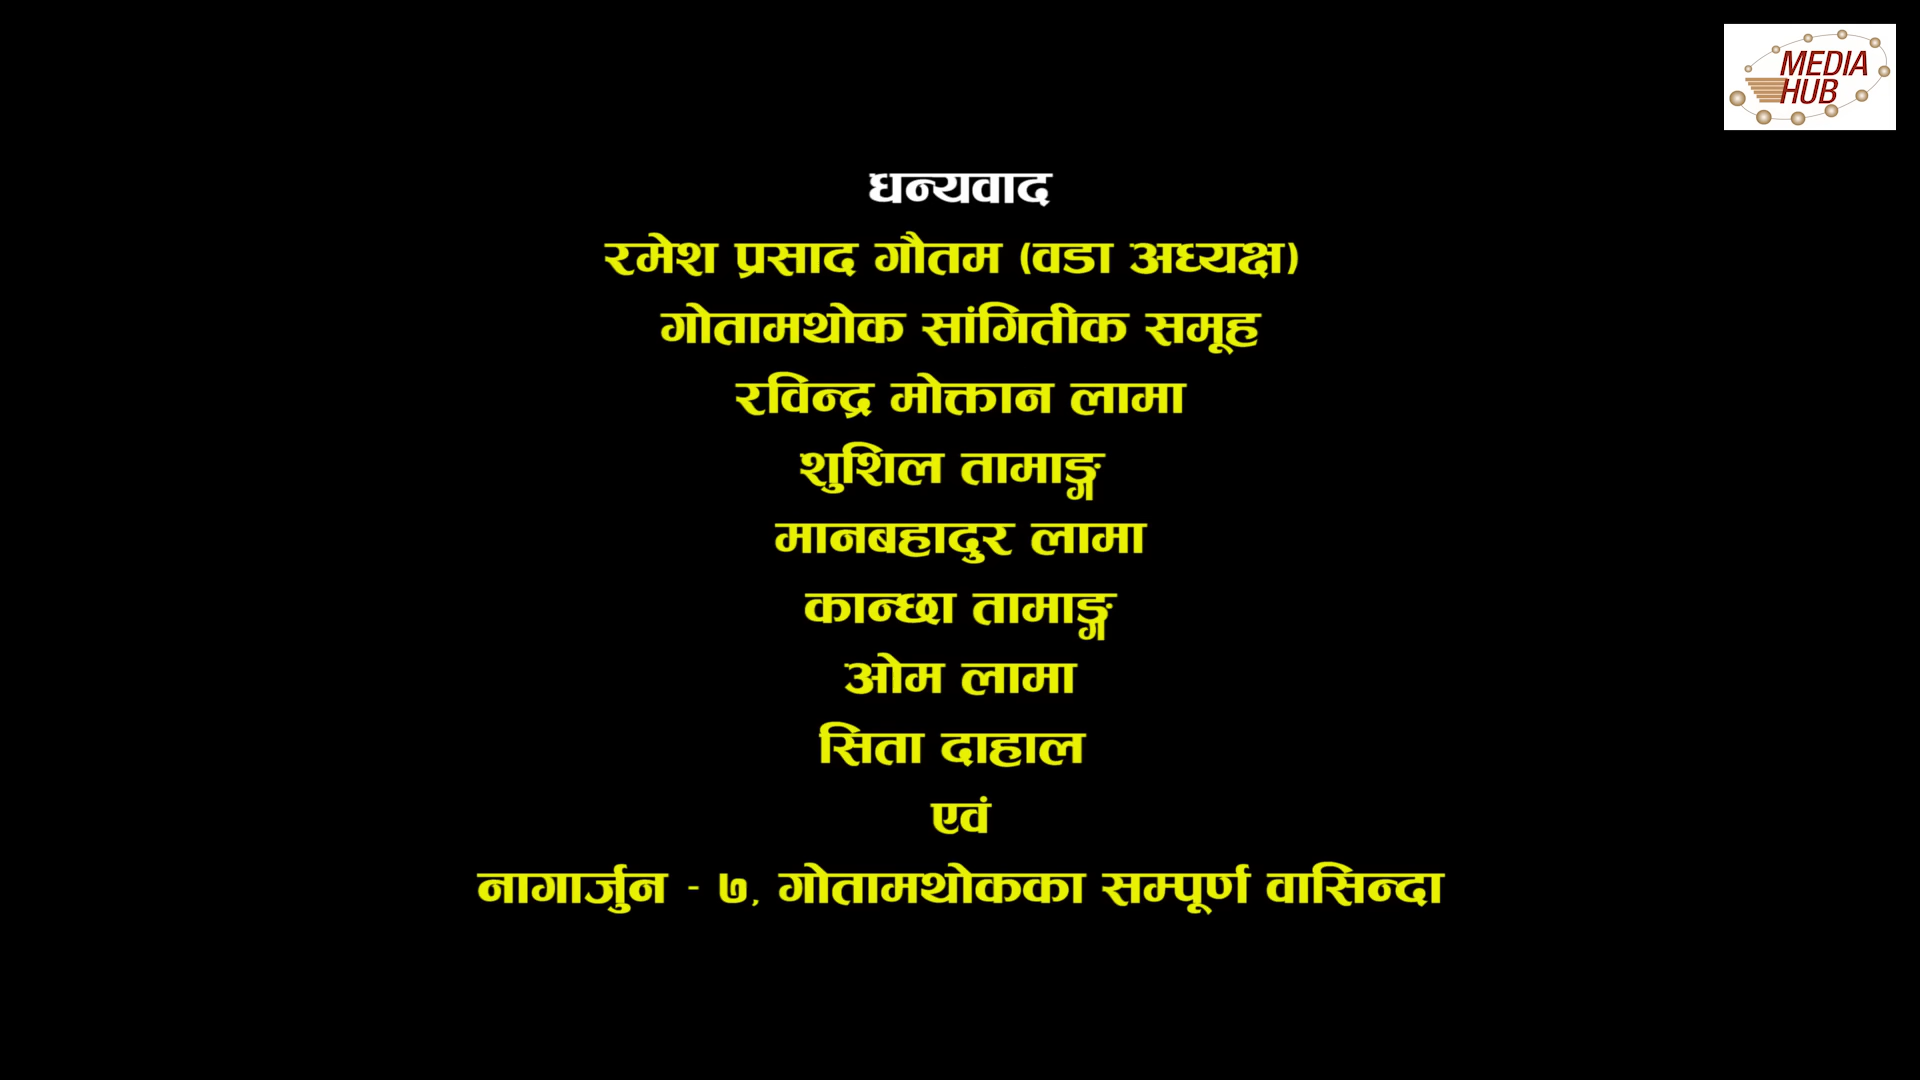 MEDIA
HUB
धन्यवाद
रमेश प्रसाद गौतम (वडा अध्यक्ष)
गोतामथोक सांगितीक समूह
रविन्द्र मोक्तान लामा
शुशिल तामाङ्ग
मानबहादुर लामा
कान्छा तामाङ्ग
ओम लामा
सिता दाहाल
एवं
नागार्जुन - ७, गोतामथोकका सम्पूर्ण वासिन्दा